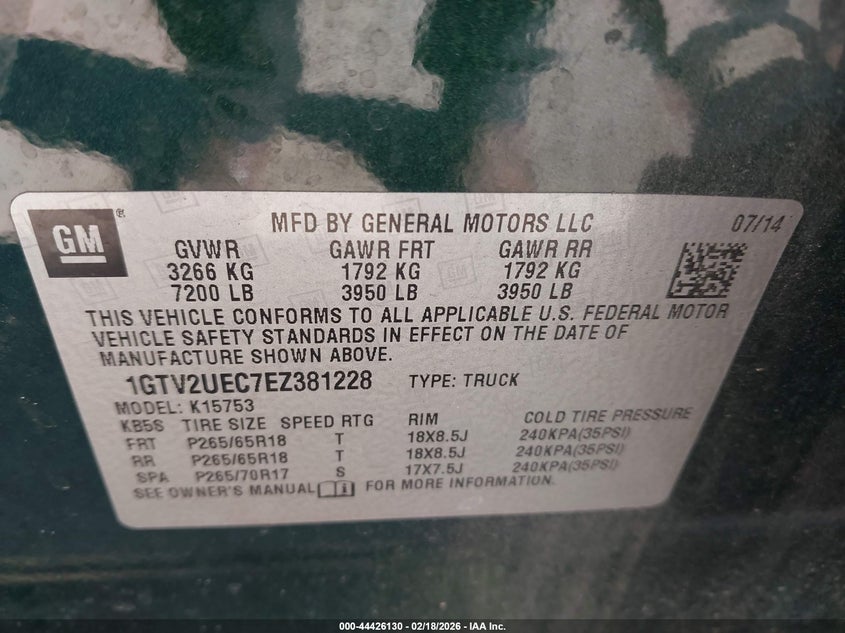 GM ®
MFD BY GENERAL MOTORS LLC 07/14
GVWR GAWR FRT GAWR RR
3266 KG 1792 KG 1792 KG
7200 LB 3950 LB 3950 LB
THIS VEHICLE CONFORMS TO ALL APPLICABLE U.S. FEDERAL MOTOR
VEHICLE SAFETY STANDARDS IN EFFECT ON THE DATE OF
MANUFACTURE SHOWN ABOVE.
1GTV2UEC7EZ381228 TYPE: TRUCK
MODEL: K15753
KB5S TIRE SIZE SPEED RTG RIM COLD TIRE PRESSURE
FRT P265/65R18 T 18X8.5J 240KPA(35PSI)
RR P265/65R18 T 18X8.5J 240KPA(35PSI)
SPA P265/70R17 S 17X7.5J 240KPA(35PSI)
SEE OWNER'S MANUAL FOR MORE INFORMATION.
000-44426130 - 02/18/2026 - IAA Inc.